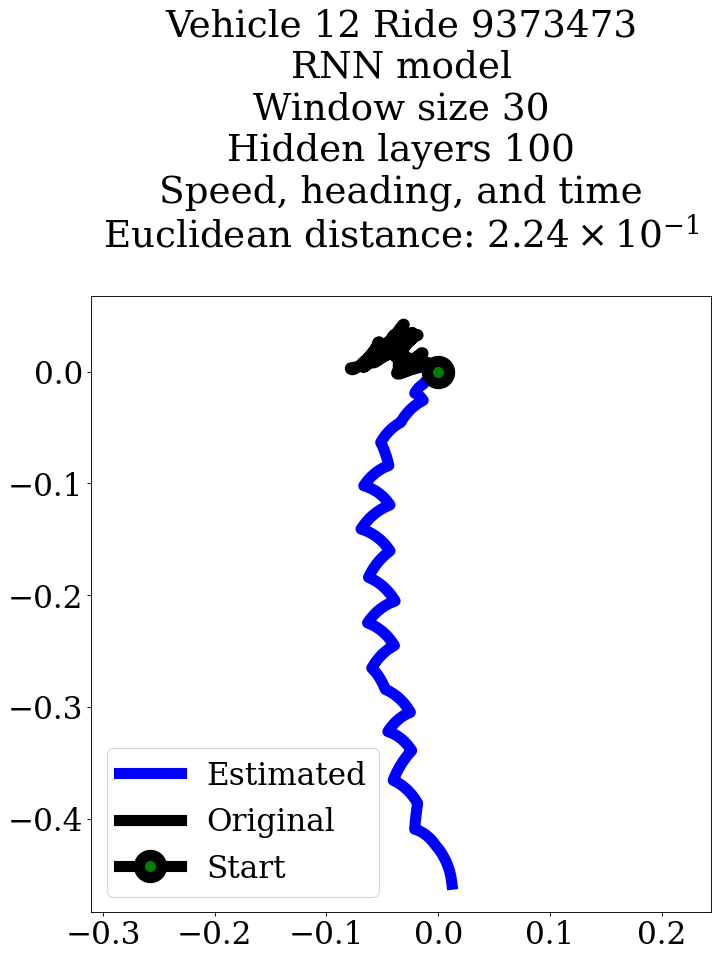 Vehicle 12 Ride 9373473
RNN model
Window size 30
Hidden layers 100
Speed, heading, and time
Euclidean distance: 2.24 × 10⁻¹
0.0
−0.1
−0.2
−0.3
−0.4
Estimated
Original
Start
−0.3 −0.2 −0.1 0.0 0.1 0.2